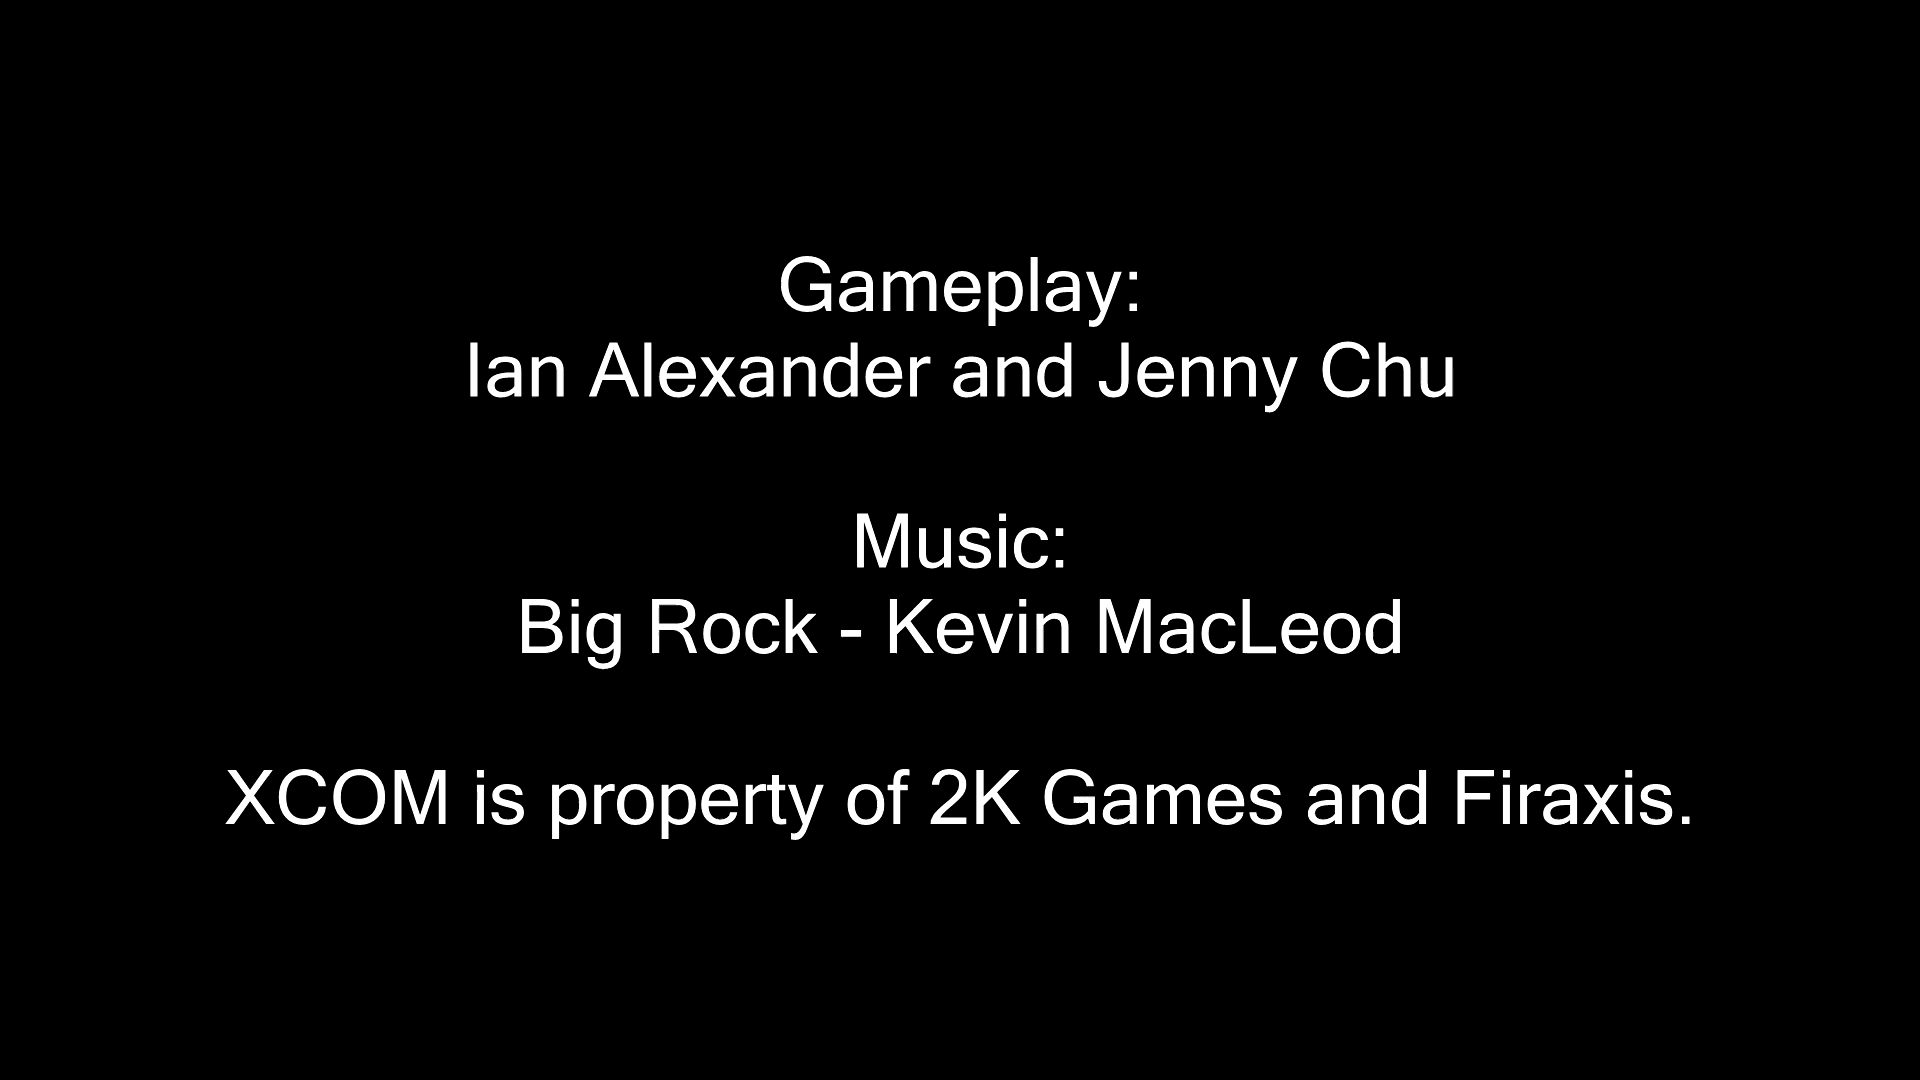 Gameplay:
Ian Alexander and Jenny Chu
Music:
Big Rock - Kevin MacLeod
XCOM is property of 2K Games and Firaxis.